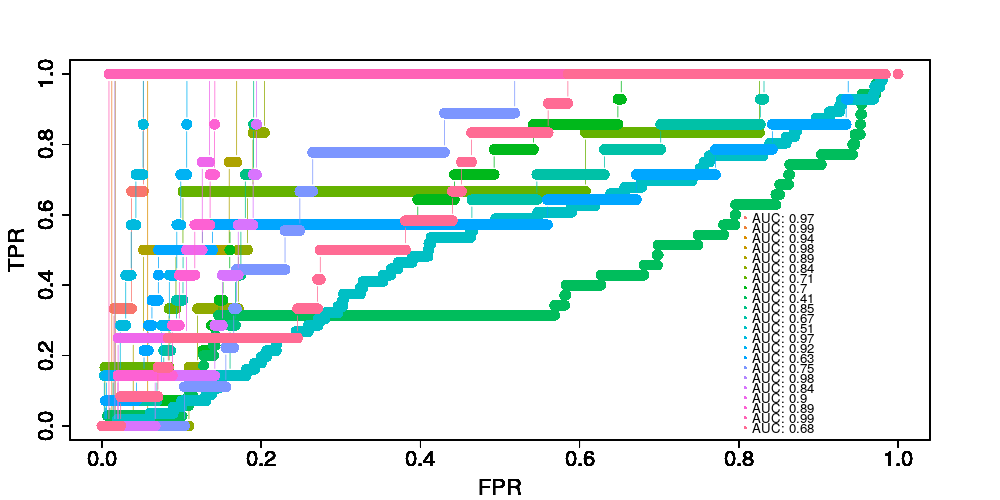 1.0
0.8
0.6
0.4
0.2
0.0
TPR
0.0 0.2 0.4 0.6 0.8 1.0
FPR
AUC: 0.97
AUC: 0.99
AUC: 0.94
AUC: 0.98
AUC: 0.89
AUC: 0.84
AUC: 0.71
AUC: 0.7
AUC: 0.41
AUC: 0.85
AUC: 0.67
AUC: 0.51
AUC: 0.97
AUC: 0.92
AUC: 0.63
AUC: 0.75
AUC: 0.98
AUC: 0.84
AUC: 0.9
AUC: 0.89
AUC: 0.99
AUC: 0.68